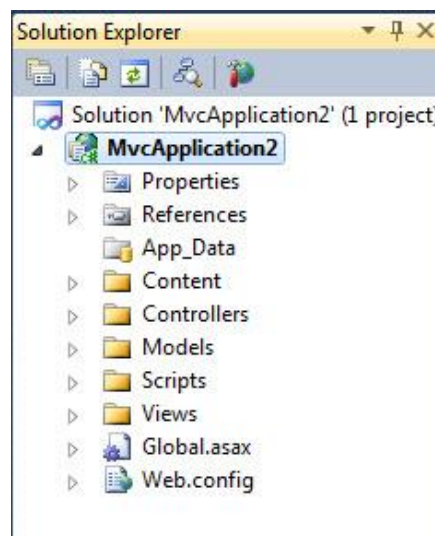 Solution Explorer
Solution 'MvcApplication2' (1 project)
MvcApplication2
Properties
References
App_Data
Content
Controllers
Models
Scripts
Views
Global.asax
Web.config